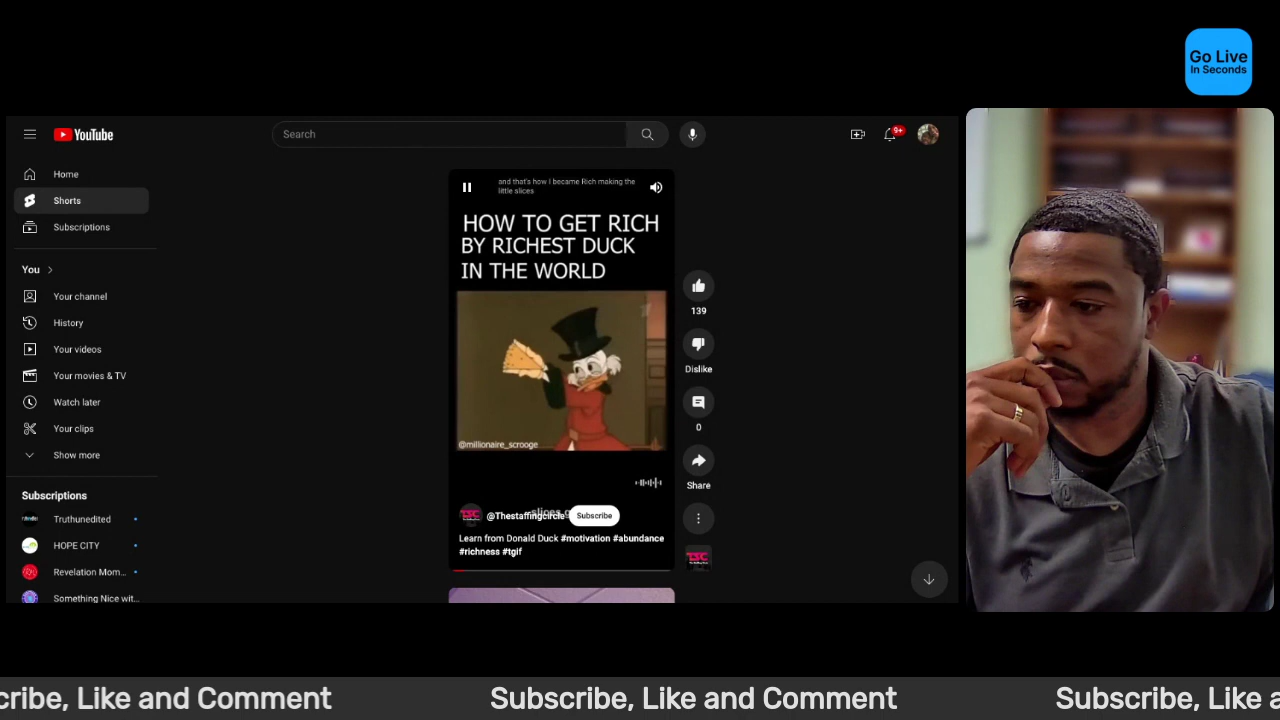 Go Live
In Seconds
YouTube
Search
9+
Home
Shorts
Subscriptions
You
Your channel
History
Your videos
Your movies & TV
Watch later
Your clips
Show more
Subscriptions
Truthunedited
HOPE CITY
Revelation Mom...
Something Nice wit...
and that's how I became Rich making the
little slices
HOW TO GET RICH
BY RICHEST DUCK
IN THE WORLD
@millionaire_scrooge
slices
@Thestaffingcircle Subscribe
Learn from Donald Duck #motivation #abundance
#richness #tgif
139
Dislike
0
Share
TSC
cribe, Like and Comment
Subscribe, Like and Comment
Subscribe, Like a